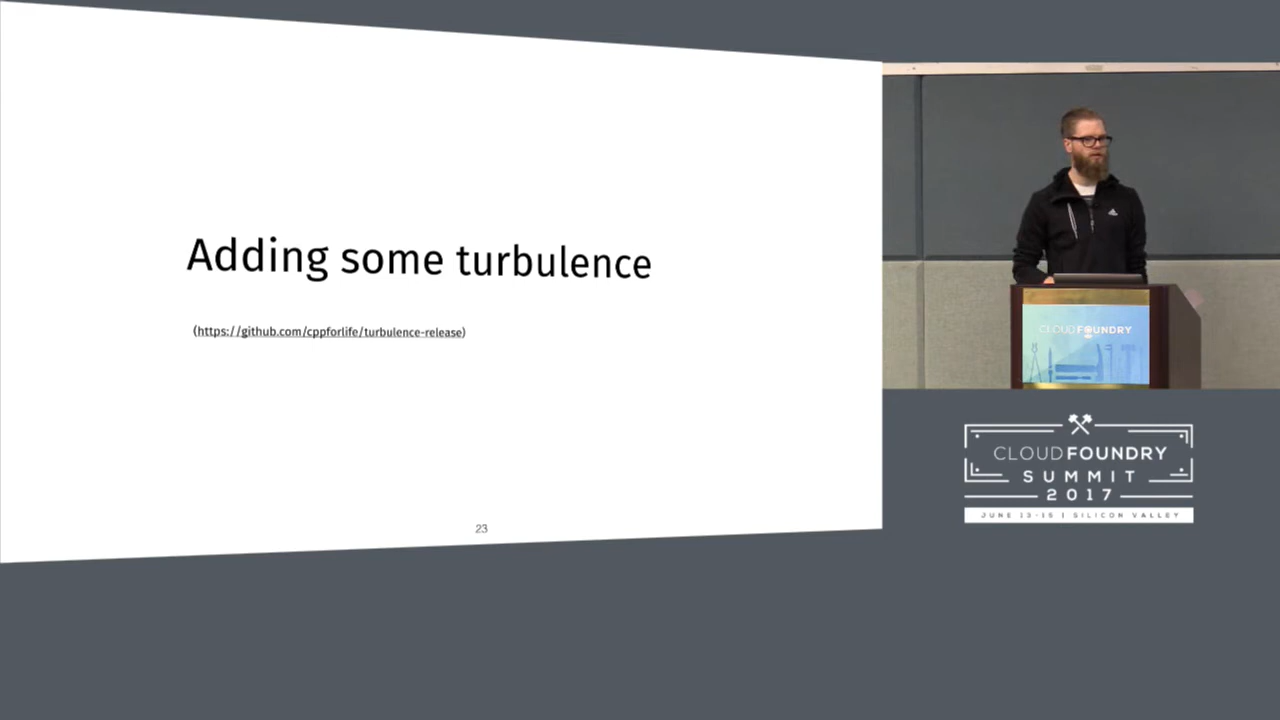 Adding some turbulence
(https://github.com/cppforlife/turbulence-release)
23
CLOUD FOUNDRY
CLOUD FOUNDRY
SUMMIT
2017
JUNE 13-15 | SILICON VALLEY